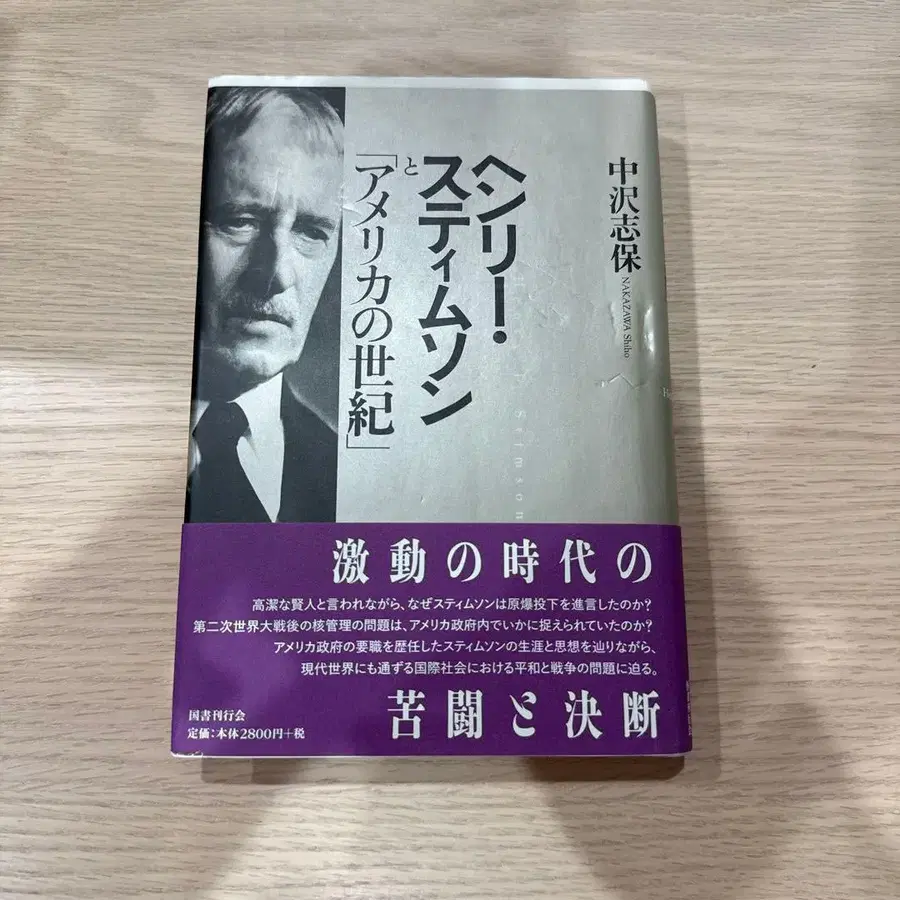 中沢志保
NAKAZAWA Shiho
ヘンリー・
スティムソン
と
「アメリカの世紀」
激動の時代の
高潔な賢人と言われながら、なぜスティムソンは原爆投下を進言したのか?
第二次世界大戦後の核管理の問題は、アメリカ政府内でいかに捉えられていたのか?
アメリカ政府の要職を歴任したスティムソンの生涯と思想を辿りながら、
現代世界にも通ずる国際社会における平和と戦争の問題に迫る。
苦闘と決断
国書刊行会
定価:本体2800円+税